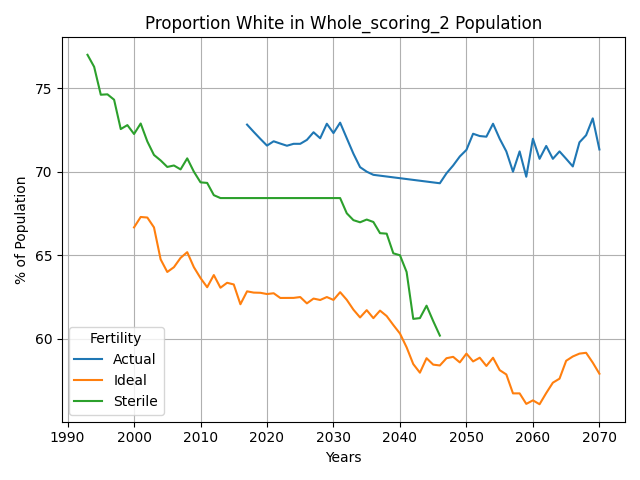 Proportion White in Whole_scoring_2 Population
% of Population
75
70
65
60
Fertility
Actual
Ideal
Sterile
1990 2000 2010 2020 2030 2040 2050 2060 2070
Years